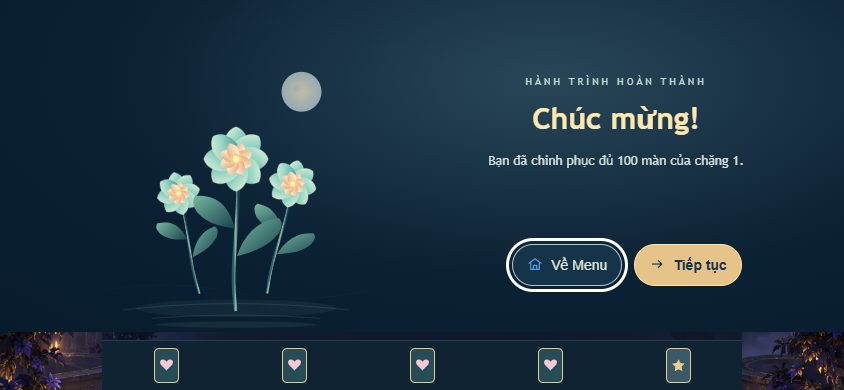 HÀNH TRÌNH HOÀN THÀNH
Chúc mừng!
Bạn đã chinh phục đủ 100 màn của chặng 1.
Về Menu
Tiếp tục